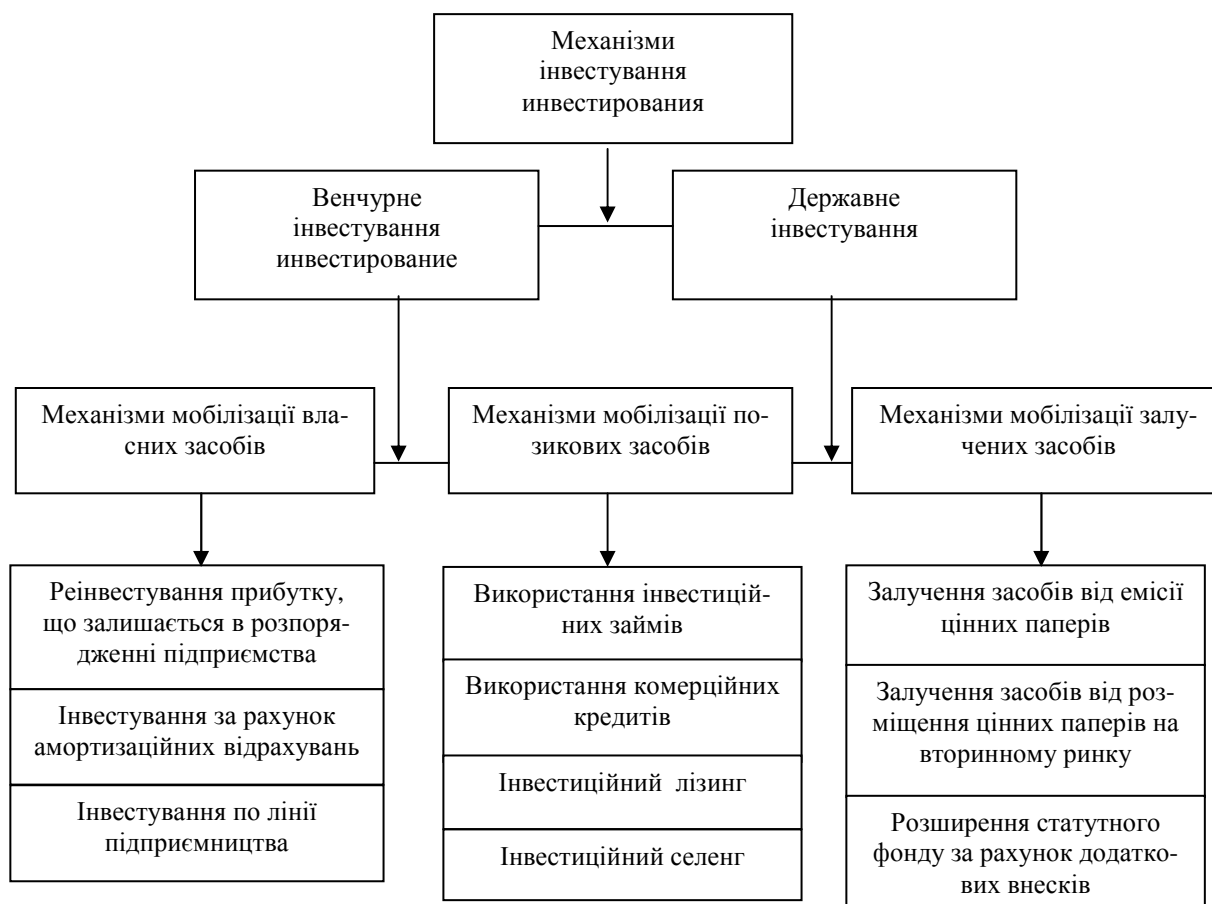 Механізми
інвестування
инвестирования
Венчурне
інвестування
инвестирование
Державне
інвестування
Механізми мобілізації вла-
сних засобів
Механізми мобілізації по-
зикових засобів
Механізми мобілізації залу-
чених засобів
Реінвестування прибутку,
що залишається в розпоря-
дженні підприємства
Інвестування за рахунок
амортизаційних відрахувань
Інвестування по лінії
підприємництва
Використання інвестицій-
них займів
Використання комерційних
кредитів
Інвестиційний лізинг
Інвестиційний селенг
Залучення засобів від емісії
цінних паперів
Залучення засобів від роз-
міщення цінних паперів на
вторинному ринку
Розширення статутного
фонду за рахунок додатко-
вих внесків